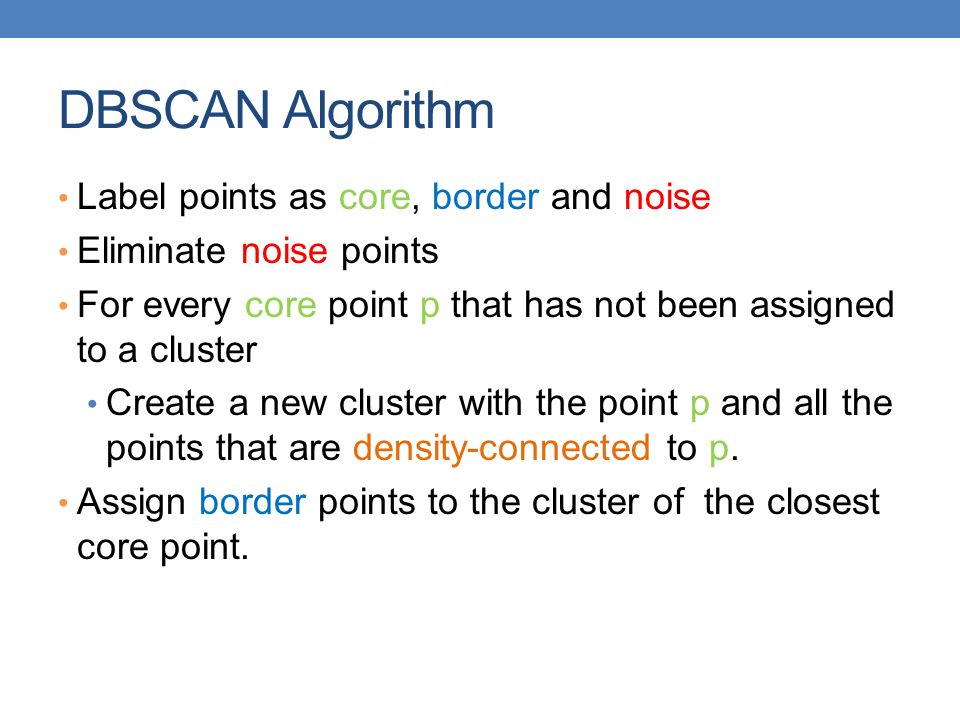 DBSCAN Algorithm
• Label points as core, border and noise
• Eliminate noise points
• For every core point p that has not been assigned
to a cluster
• Create a new cluster with the point p and all the
points that are density-connected to p.
• Assign border points to the cluster of the closest
core point.